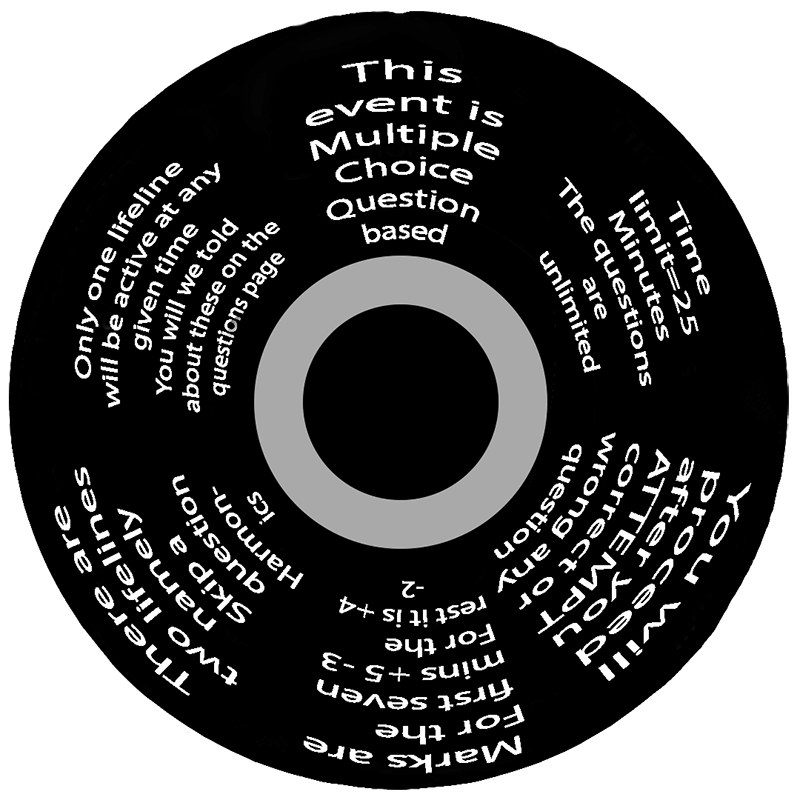 This
event is
Multiple
Choice
Question
based
Time
limit=25
Minutes
The questions
are
unlimited
You will
proceed
after you
ATTEMPT
correct or
wrong any
question
Marks are
For the
first seven
mins +5 -3
For the
rest it is +4
-2
There are
two lifelines
namely
Skip a
question
Harmon-
ics
Only one lifeline
will be active at any
given time
You will we told
about these on the
questions page